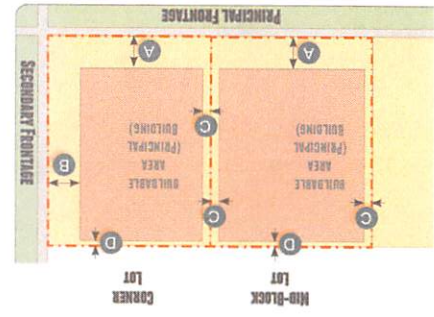 MID-BLOCK
LOT
CORNER
LOT
D
D
C
C
B
BUILDABLE
AREA
(PRINCIPAL
BUILDING)
BUILDABLE
AREA
(PRINCIPAL
BUILDING)
C
A
A
SECONDARY FRONTAGE
PRINCIPAL FRONTAGE